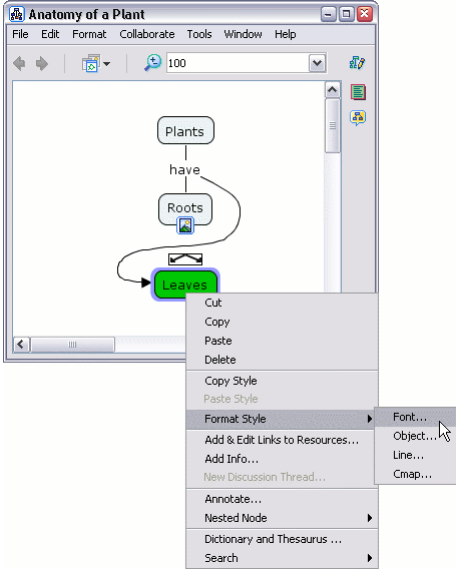 Anatomy of a Plant
File Edit Format Collaborate Tools Window Help
100
Plants
have
Roots
Leaves
Cut
Copy
Paste
Delete
Copy Style
Paste Style
Format Style
Font...
Object...
Line...
Cmap...
Add & Edit Links to Resources...
Add Info...
New Discussion Thread...
Annotate...
Nested Node
Dictionary and Thesaurus ...
Search